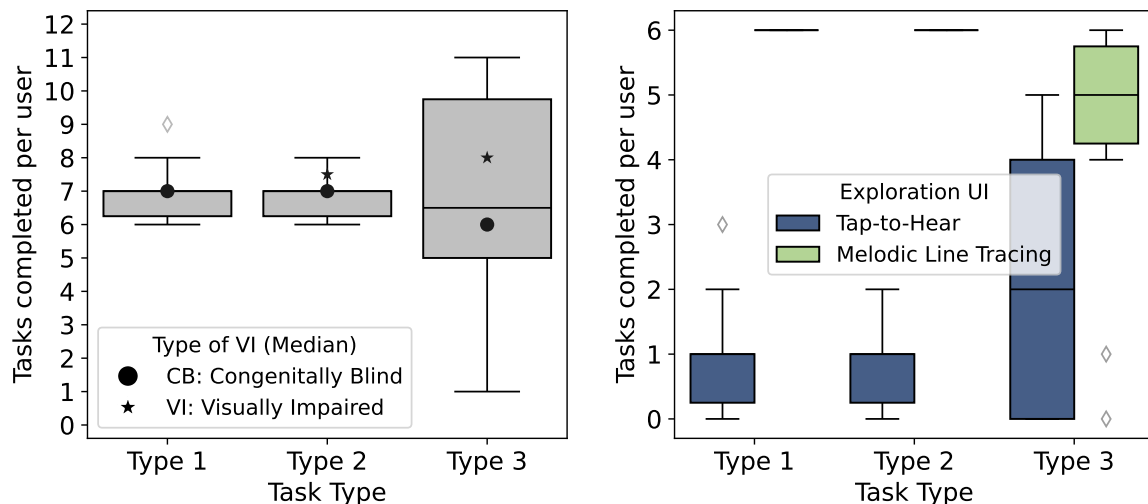 Tasks completed per user
12
11
10
9
8
7
6
5
4
3
2
1
0
Type of VI (Median)
CB: Congenitally Blind
VI: Visually Impaired
Type 1 Type 2 Type 3
Task Type
Tasks completed per user
6
5
4
3
2
1
0
Exploration UI
Tap-to-Hear
Melodic Line Tracing
Type 1 Type 2 Type 3
Task Type